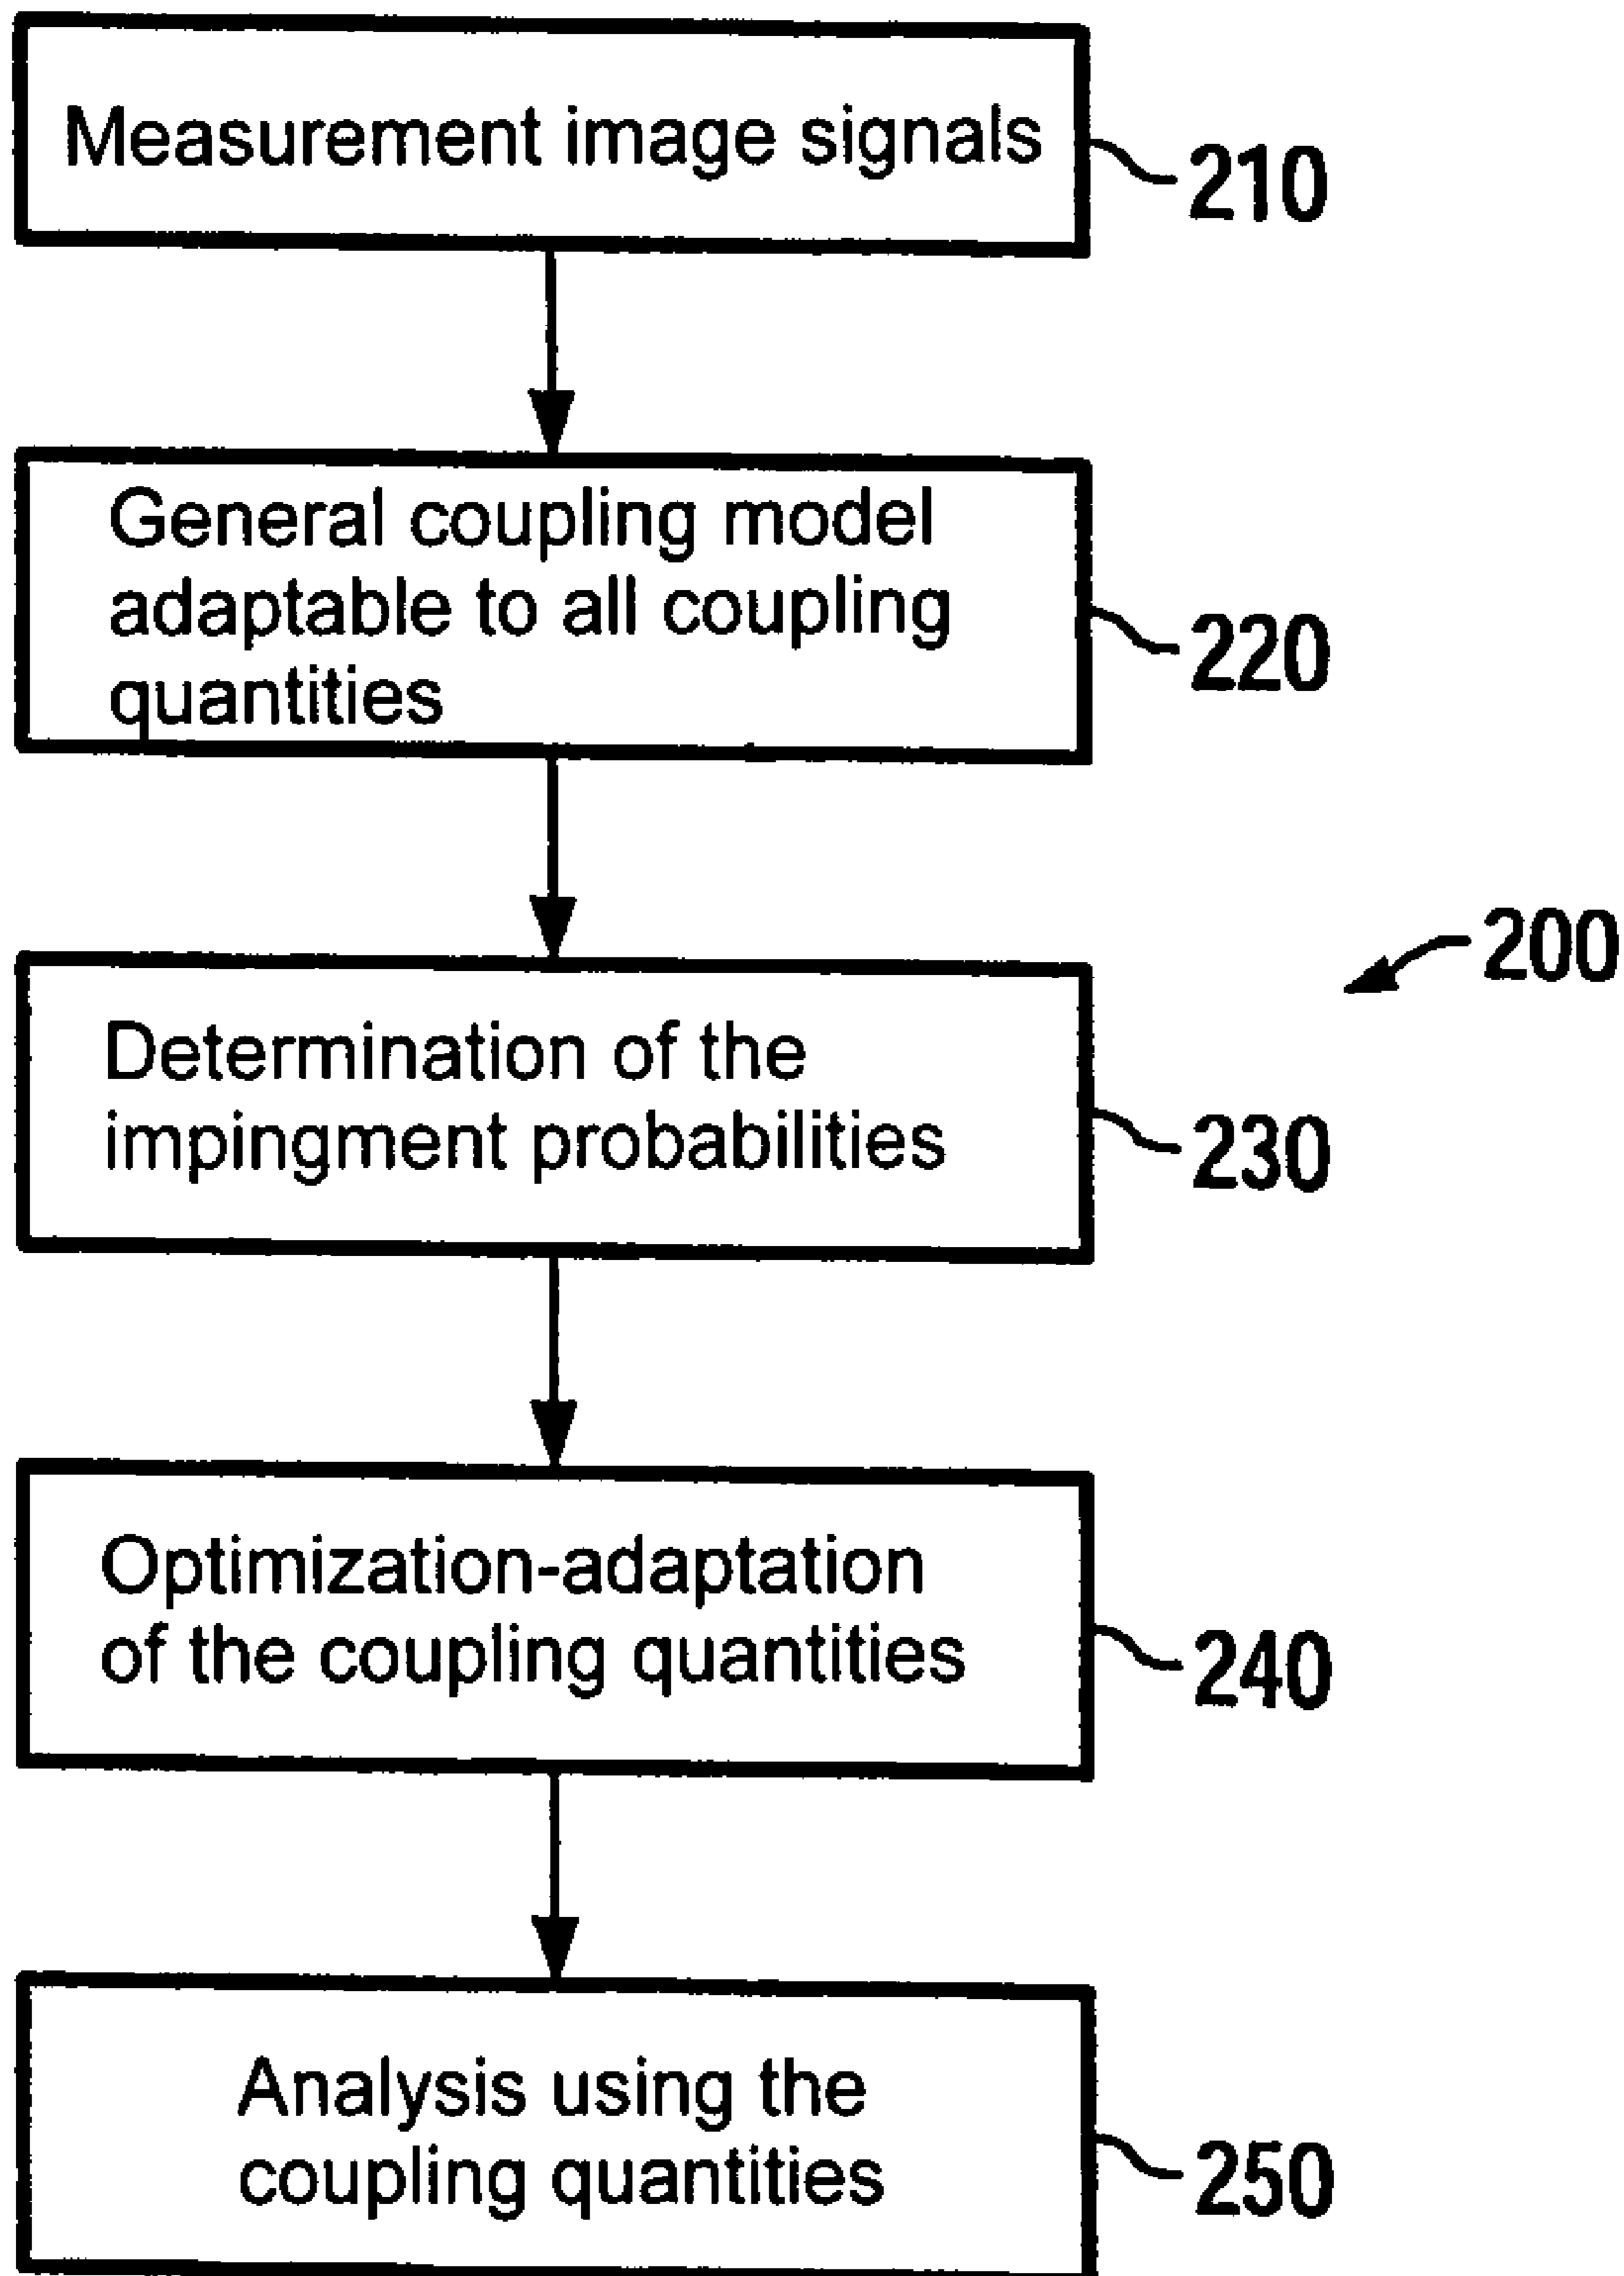 Measurement image signals
210
General coupling model
adaptable to all coupling
quantities
220
200
Determination of the
impingment probabilities
230
Optimization-adaptation
of the coupling quantities
240
Analysis using the
coupling quantities
250